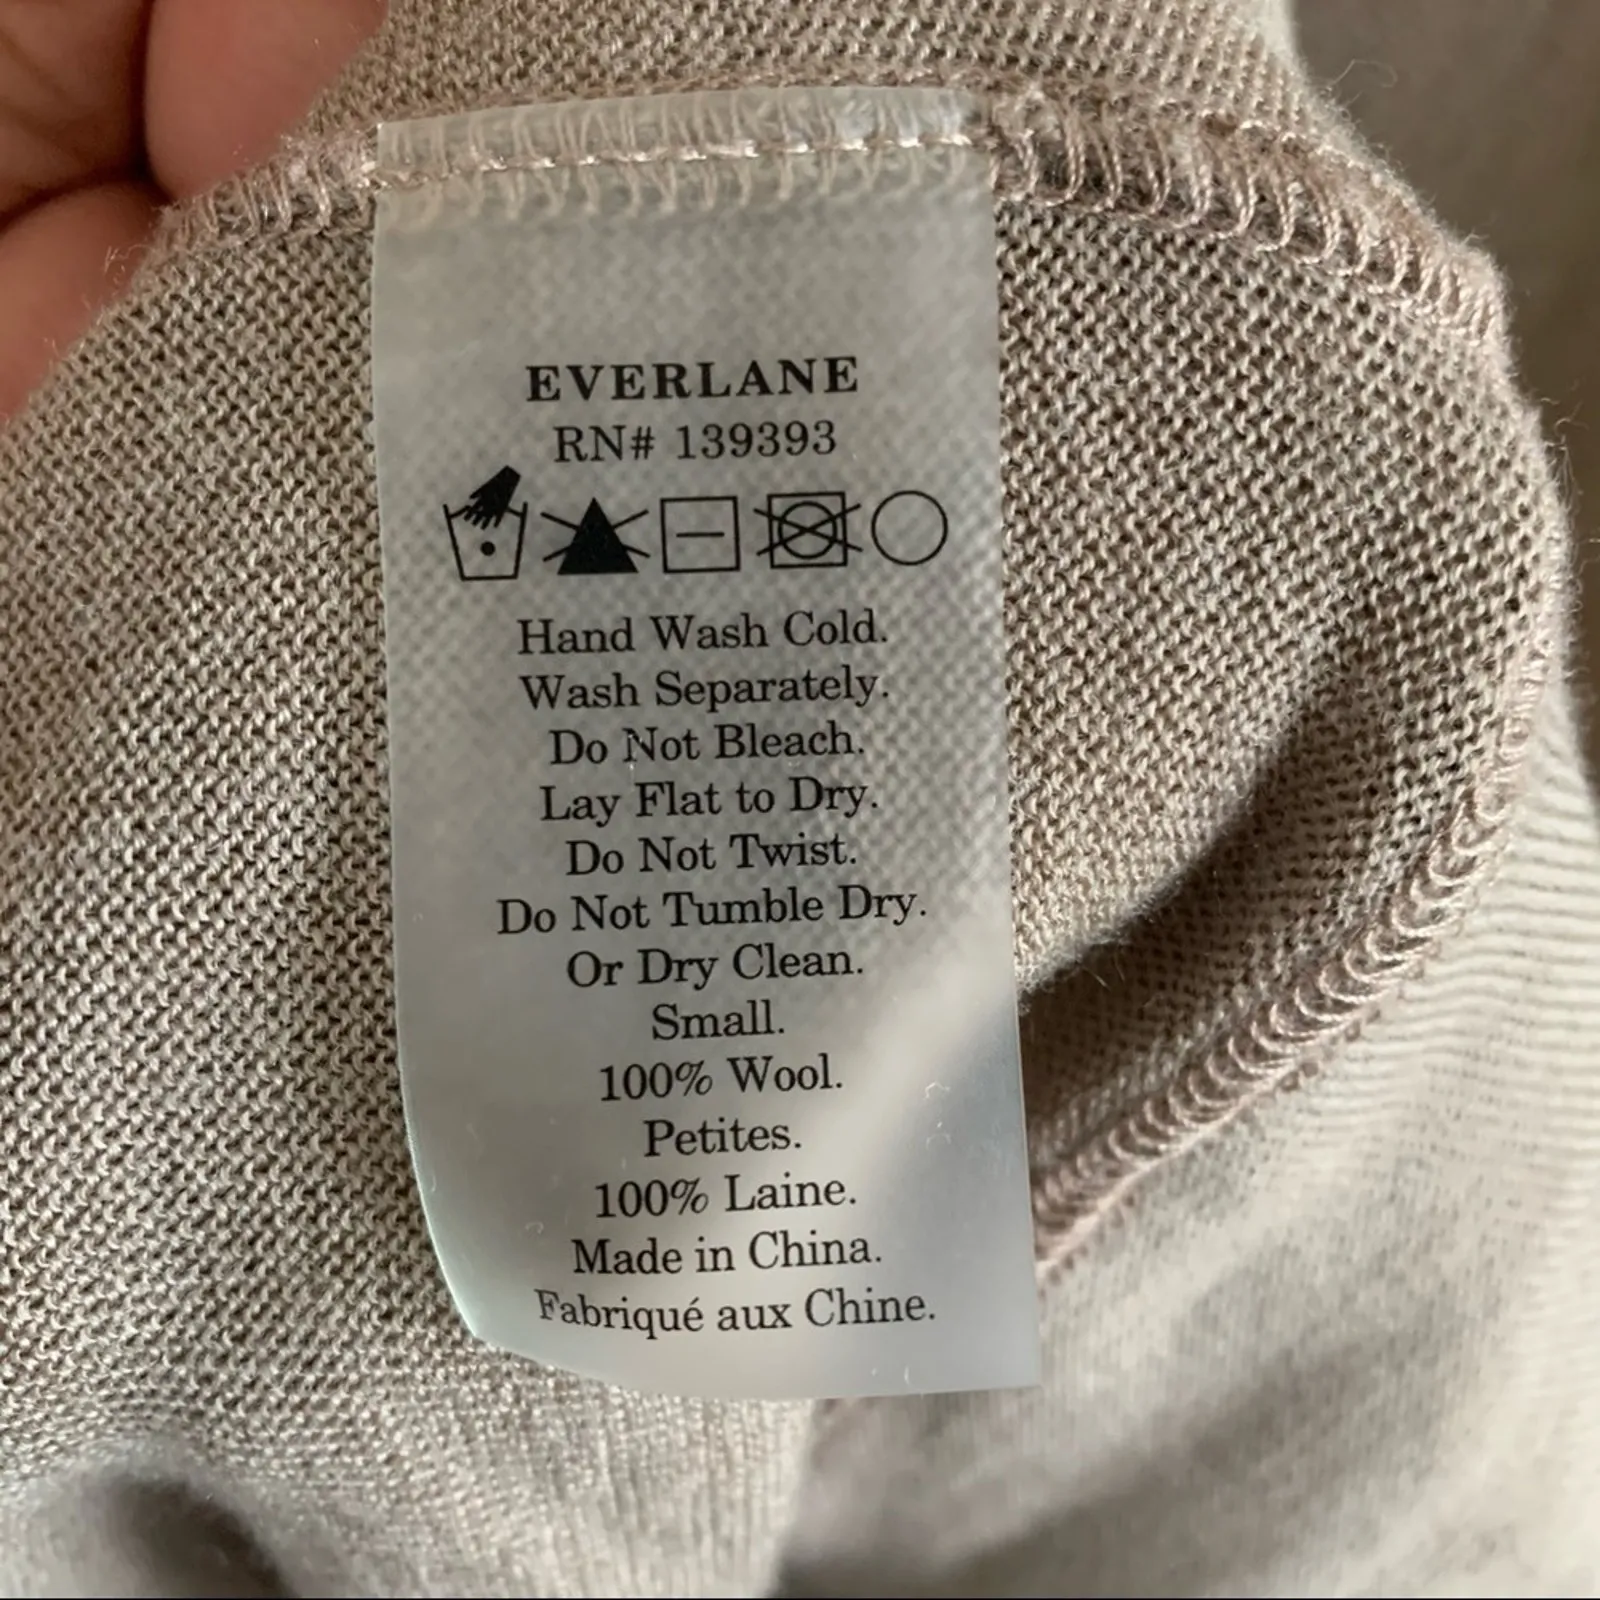 EVERLANE
RN# 139393
Hand Wash Cold.
Wash Separately.
Do Not Bleach.
Lay Flat to Dry.
Do Not Twist.
Do Not Tumble Dry.
Or Dry Clean.
Small.
100% Wool.
Petites.
100% Laine.
Made in China.
Fabriqué aux Chine.